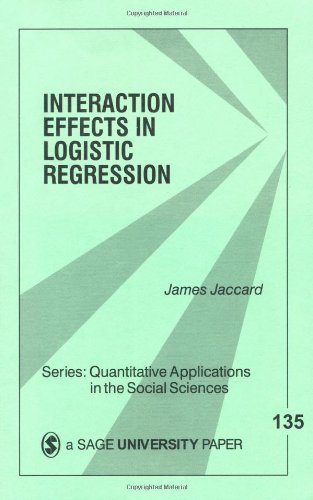 INTERACTION
EFFECTS IN
LOGISTIC
REGRESSION
James Jaccard
Series: Quantitative Applications
in the Social Sciences
135
S a SAGE UNIVERSITY PAPER